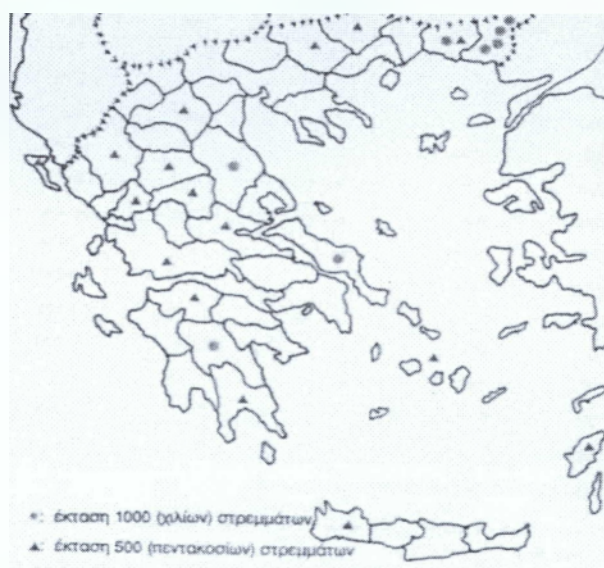 ●: έκταση 1000 (χιλίων) στρεμμάτων
▲: έκταση 500 (πεντακοσίων) στρεμμάτων